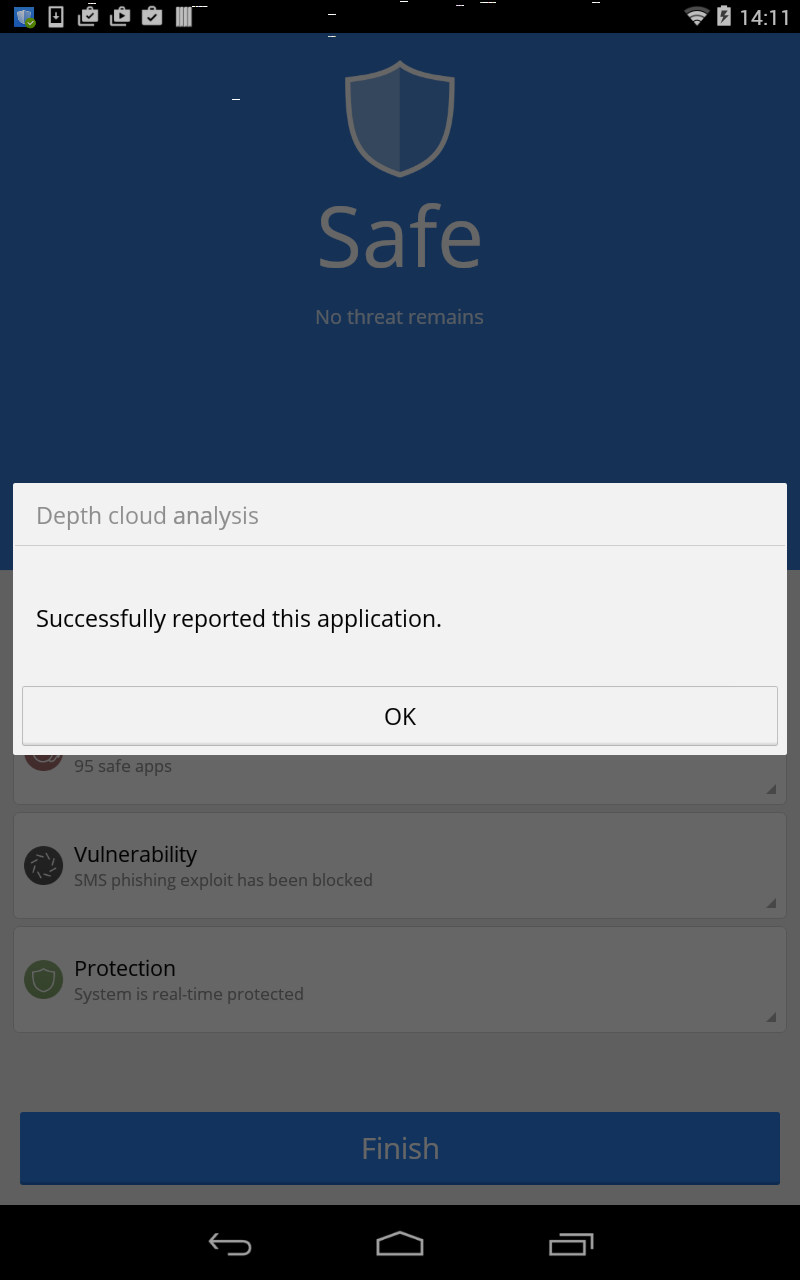 14:11
Safe
No threat remains
Depth cloud analysis
Successfully reported this application.
OK
95 safe apps
Vulnerability
SMS phishing exploit has been blocked
Protection
System is real-time protected
Finish